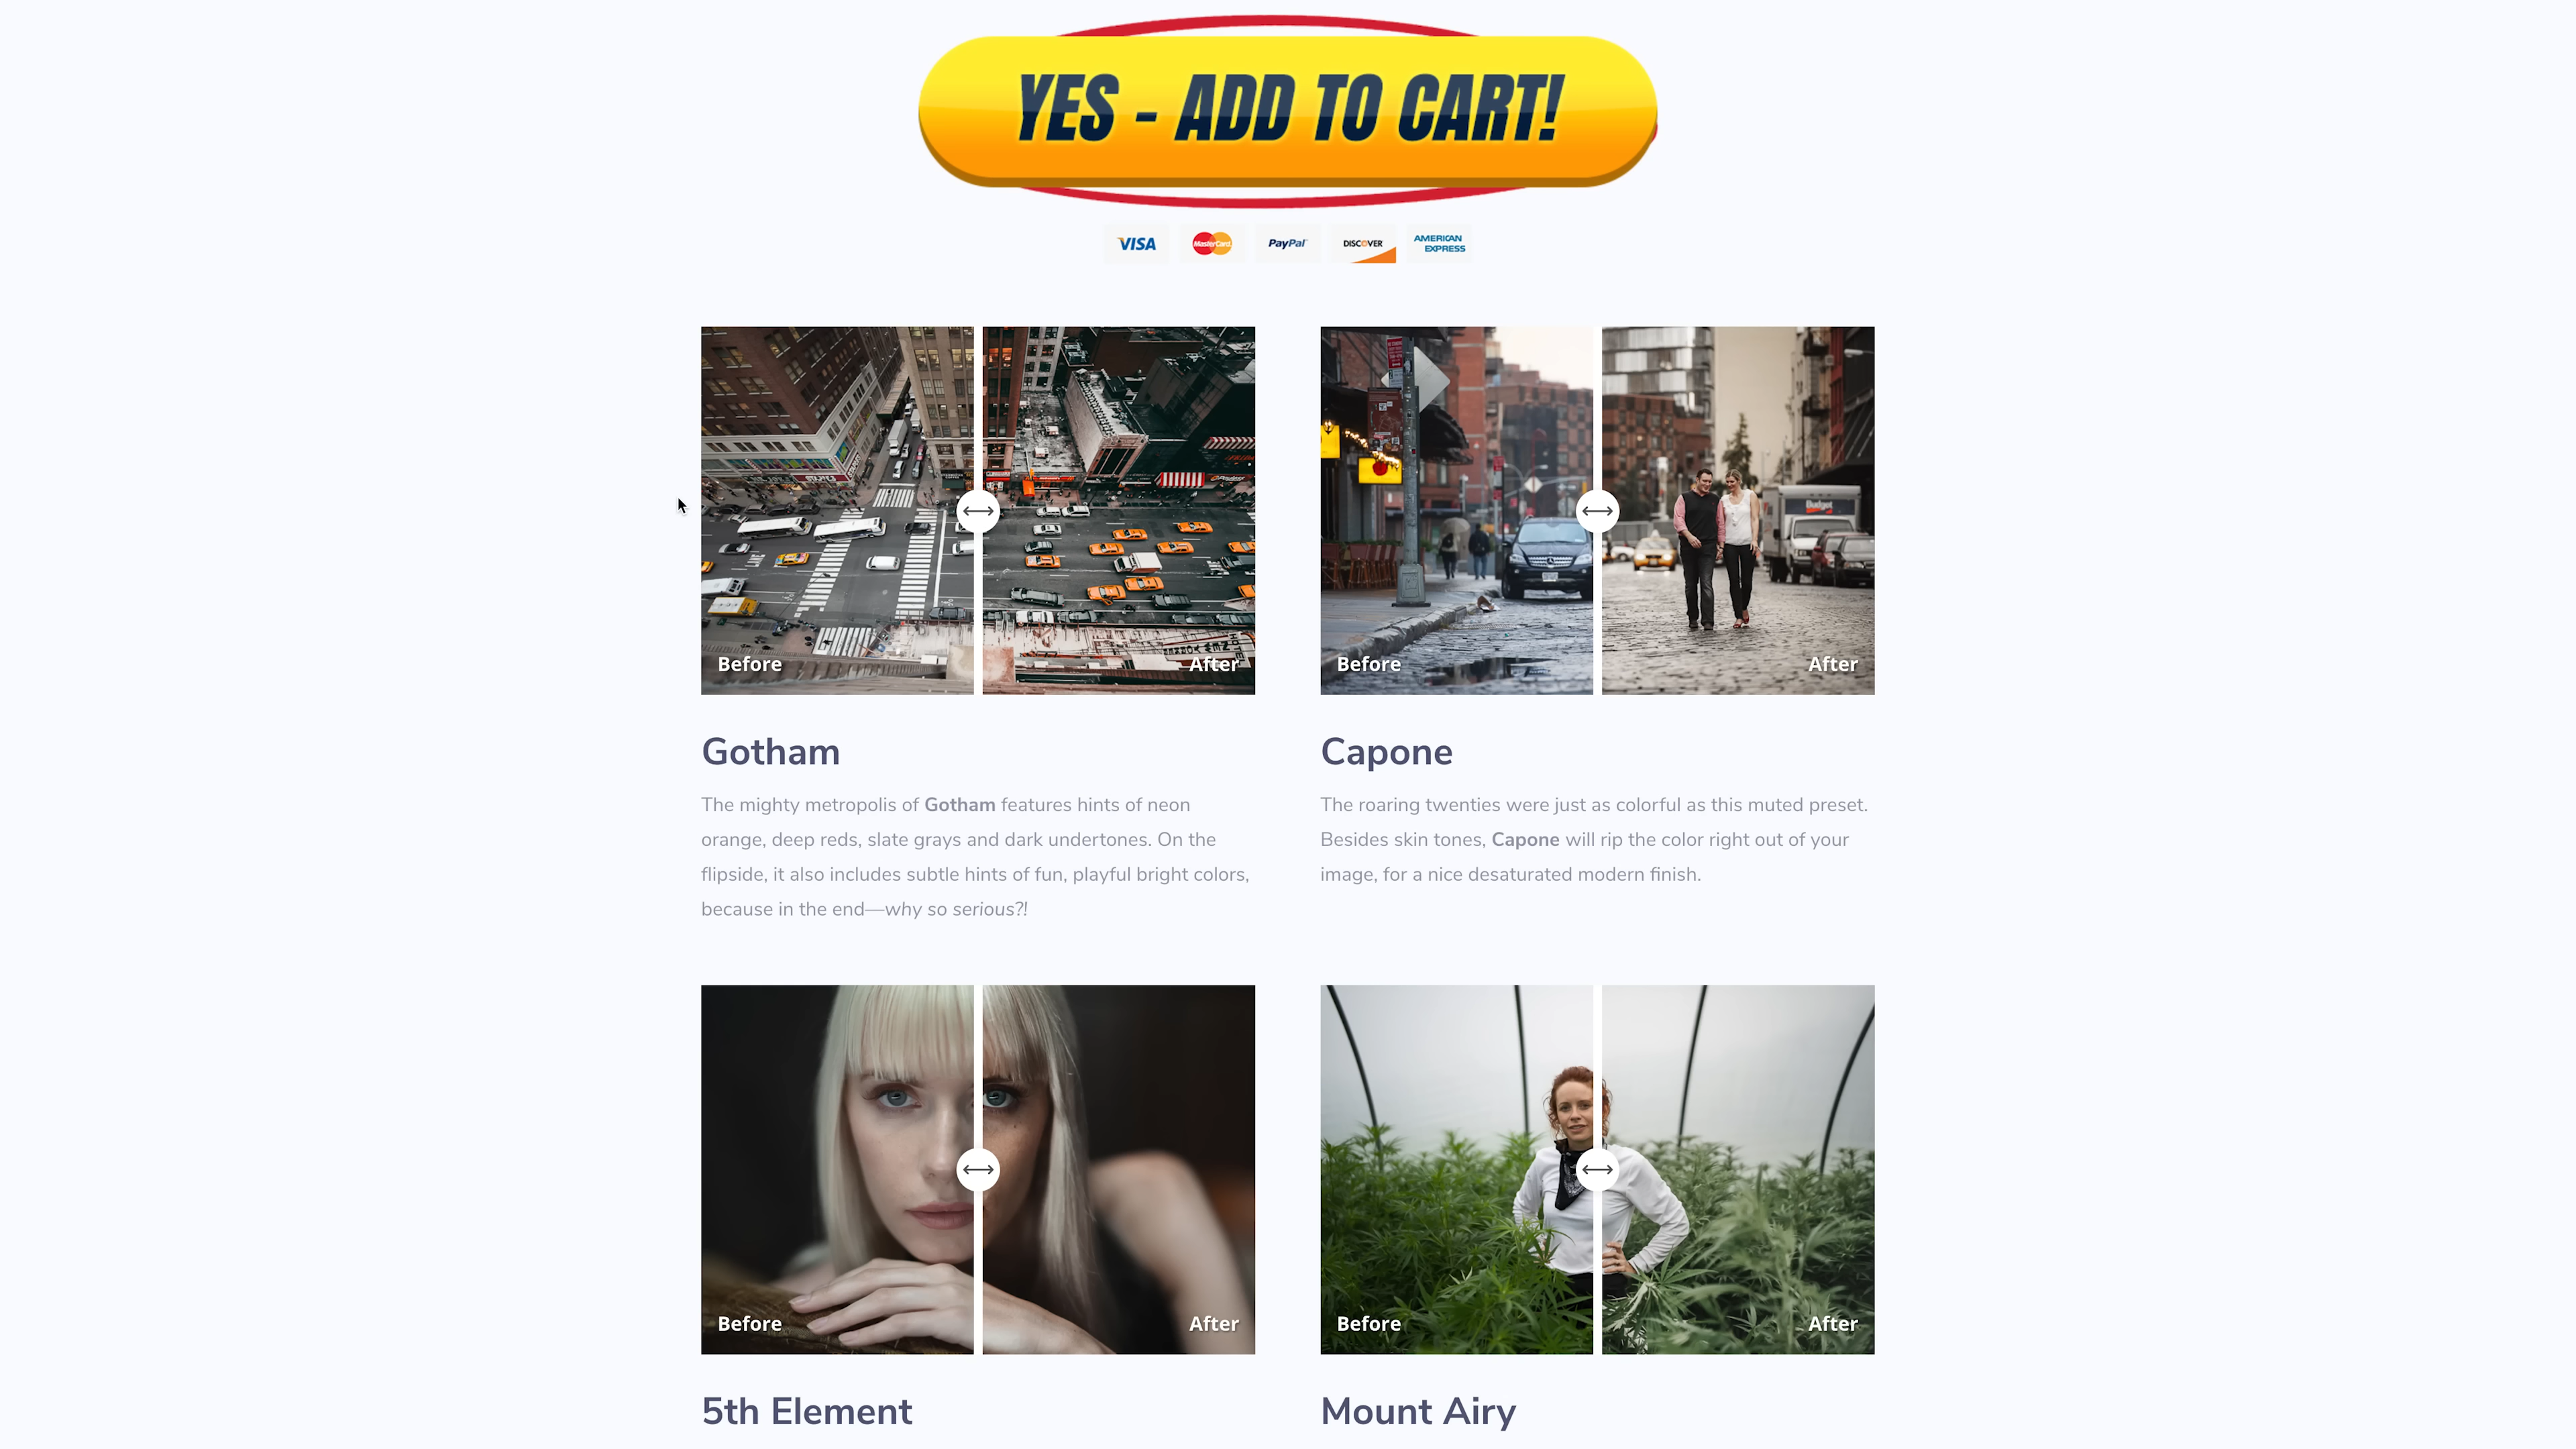 YES - ADD TO CART!
VISA MasterCard PayPal DISCOVER AMERICAN EXPRESS
Before After
Before After
Gotham
The mighty metropolis of Gotham features hints of neon
orange, deep reds, slate grays and dark undertones. On the
flipside, it also includes subtle hints of fun, playful bright colors,
because in the end—why so serious?!
Capone
The roaring twenties were just as colorful as this muted preset.
Besides skin tones, Capone will rip the color right out of your
image, for a nice desaturated modern finish.
Budget
Before After
Before After
5th Element
Mount Airy